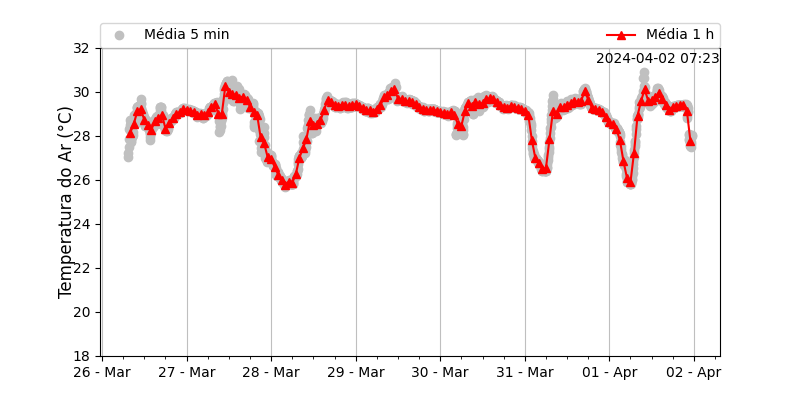 Média 5 min
Média 1 h
2024-04-02 07:23
Temperatura do Ar (°C)
32
30
28
26
24
22
20
18
26 - Mar
27 - Mar
28 - Mar
29 - Mar
30 - Mar
31 - Mar
01 - Apr
02 - Apr